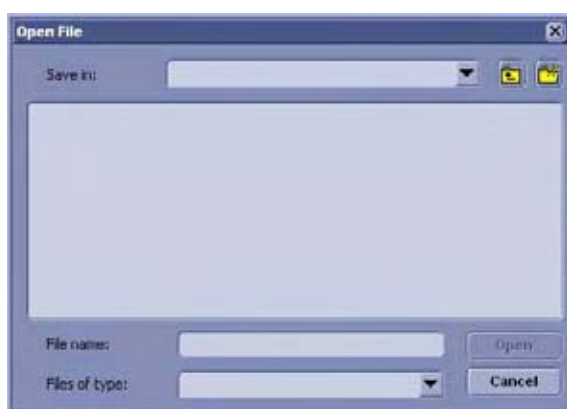 Open File
Save in:
File name:
Open
Files of type:
Cancel